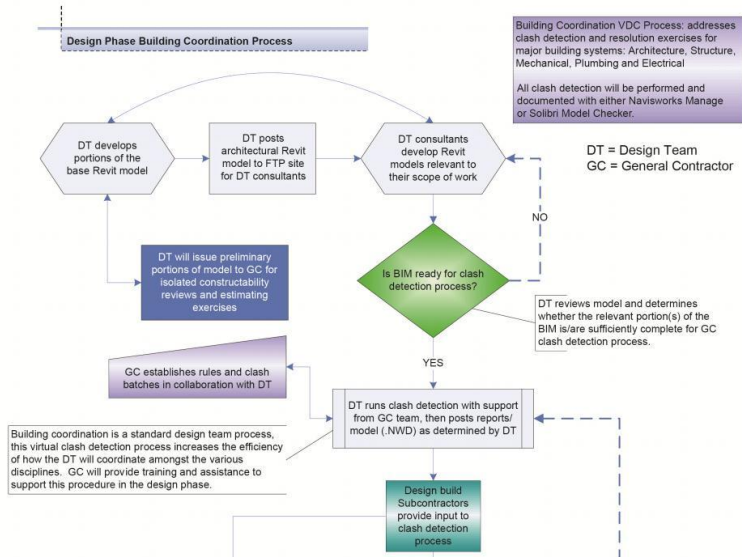 Design Phase Building Coordination Process
Building Coordination VDC Process: addresses
clash detection and resolution exercises for
major building systems: Architecture, Structure,
Mechanical, Plumbing and Electrical
All clash detection will be performed and
documented with either Navisworks Manage
or Solibri Model Checker.
DT = Design Team
GC = General Contractor
DT develops
portions of the
base Revit model
DT posts
architectural Revit
model to FTP site
for DT consultants
DT consultants
develop Revit
models relevant to
their scope of work
NO
DT will issue preliminary
portions of model to GC for
isolated constructability
reviews and estimating
exercises
Is BIM ready for clash
detection process?
DT reviews model and determines
whether the relevant portion(s) of the
BIM is/are sufficiently complete for GC
clash detection process.
YES
GC establishes rules and clash
batches in collaboration with DT
DT runs clash detection with support
from GC team, then posts reports/
model (.NWD) as determined by DT
Building coordination is a standard design team process,
this virtual clash detection process increases the efficiency
of how the DT will coordinate amongst the various
disciplines. GC will provide training and assistance to
support this procedure in the design phase.
Design build
Subcontractors
provide input to
clash detection
process